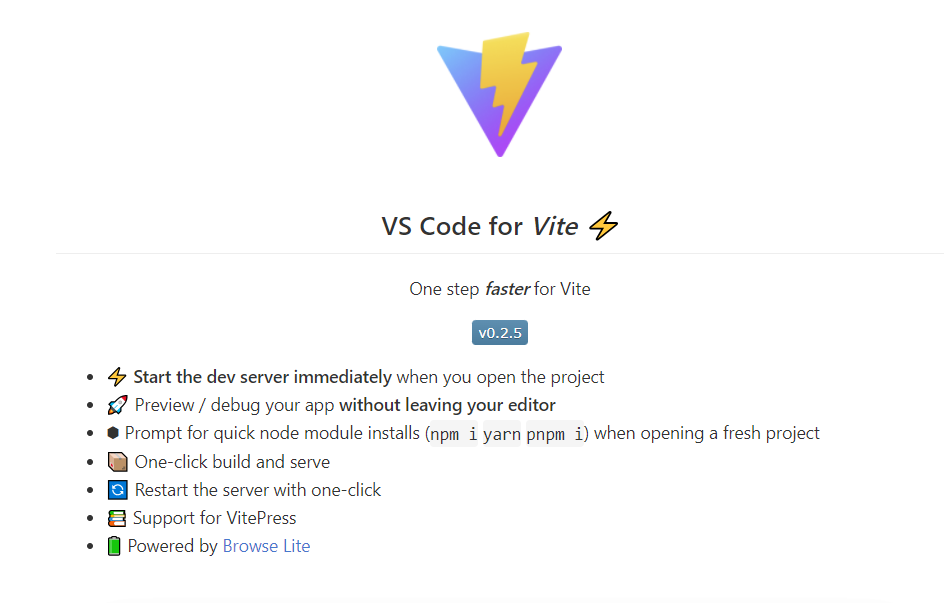 VS Code for Vite ⚡
One step faster for Vite
v0.2.5
⚡ Start the dev server immediately when you open the project
🚀 Preview / debug your app without leaving your editor
⬢ Prompt for quick node module installs (npm i yarn pnpm i) when opening a fresh project
📦 One-click build and serve
🔄 Restart the server with one-click
📚 Support for VitePress
🔋 Powered by Browse Lite